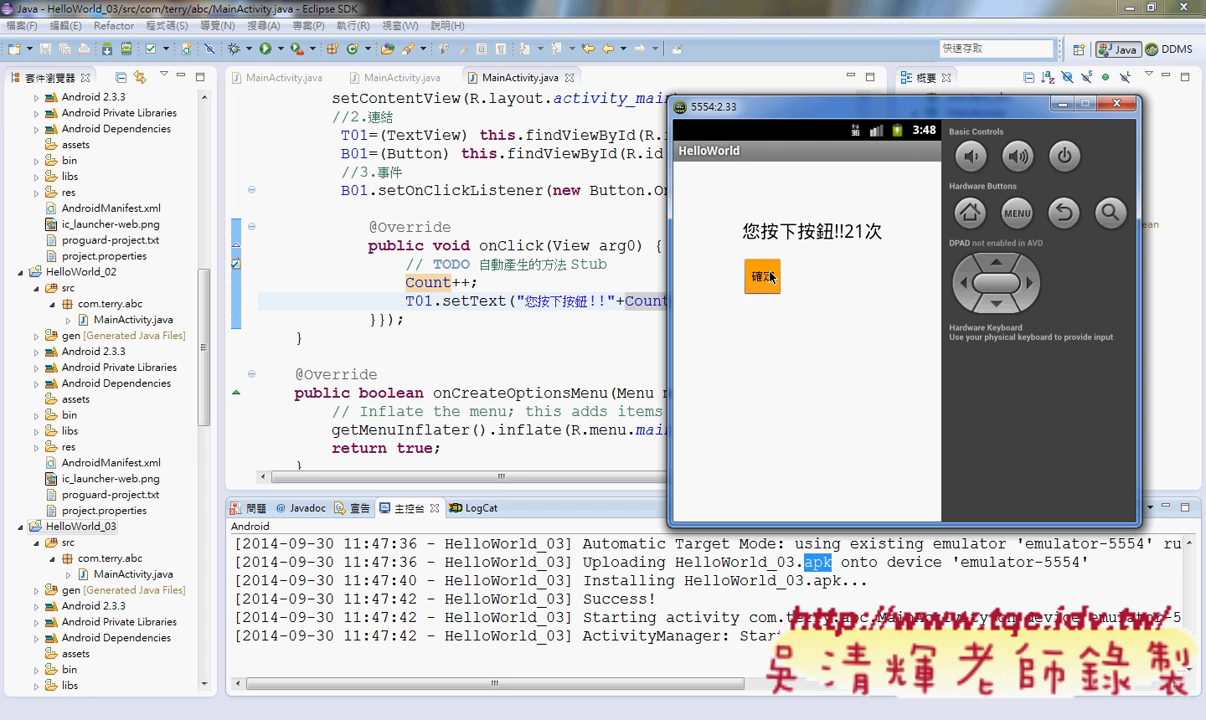 Java - HelloWorld_03/src/com/terry/abc/MainActivity.java - Eclipse SDK
檔案(F) 編輯(E) Refactor 程式碼(S) 導覽(N) 搜尋(A) 專案(P) 執行(R) 視窗(W) 說明(H)
快速存取
Java
DDMS
套件瀏覽器
Android 2.3.3
Android Private Libraries
Android Dependencies
assets
bin
libs
res
AndroidManifest.xml
ic_launcher-web.png
proguard-project.txt
project.properties
HelloWorld_02
src
com.terry.abc
MainActivity.java
gen [Generated Java Files]
Android 2.3.3
Android Private Libraries
Android Dependencies
assets
bin
libs
res
AndroidManifest.xml
ic_launcher-web.png
proguard-project.txt
project.properties
HelloWorld_03
src
com.terry.abc
MainActivity.java
gen [Generated Java Files]
Android 2.3.3
Android Private Libraries
Android Dependencies
assets
bin
libs
MainActivity.java MainActivity.java MainActivity.java
setContentView(R.layout.activity_mai
//2.連結
T01=(TextView) this.findViewById(R.i
B01=(Button) this.findViewById(R.id
//3.事件
B01.setOnClickListener(new Button.On
@Override
public void onClick(View arg0) {
// TODO 自動產生的方法 Stub
Count++;
T01.setText("您按下按鈕!!"+Count
}});
}
@Override
public boolean onCreateOptionsMenu(Menu m
// Inflate the menu; this adds items
getMenuInflater().inflate(R.menu.mai
return true;
}
概要
5554:2.33
3:48
HelloWorld
您按下按鈕!!21次
Basic Controls
Hardware Buttons
MENU
DPAD not enabled in AVD
Hardware Keyboard
Use your physical keyboard to provide input
問題 @ Javadoc 宣告 主控台 LogCat
Android
[2014-09-30 11:47:36 - HelloWorld_03] Automatic Target Mode: using existing emulator 'emulator-5554' ru
[2014-09-30 11:47:36 - HelloWorld_03] Uploading HelloWorld_03.apk onto device 'emulator-5554'
[2014-09-30 11:47:40 - HelloWorld_03] Installing HelloWorld_03.apk...
[2014-09-30 11:47:42 - HelloWorld_03] Success!
[2014-09-30 11:47:42 - HelloWorld_03] Starting activity com.terry.abc.MainActivity on device emulator-5
[2014-09-30 11:47:42 - HelloWorld_03] ActivityManager: Star
http://www.tqc.idv.tw/
吳清輝老師錄製